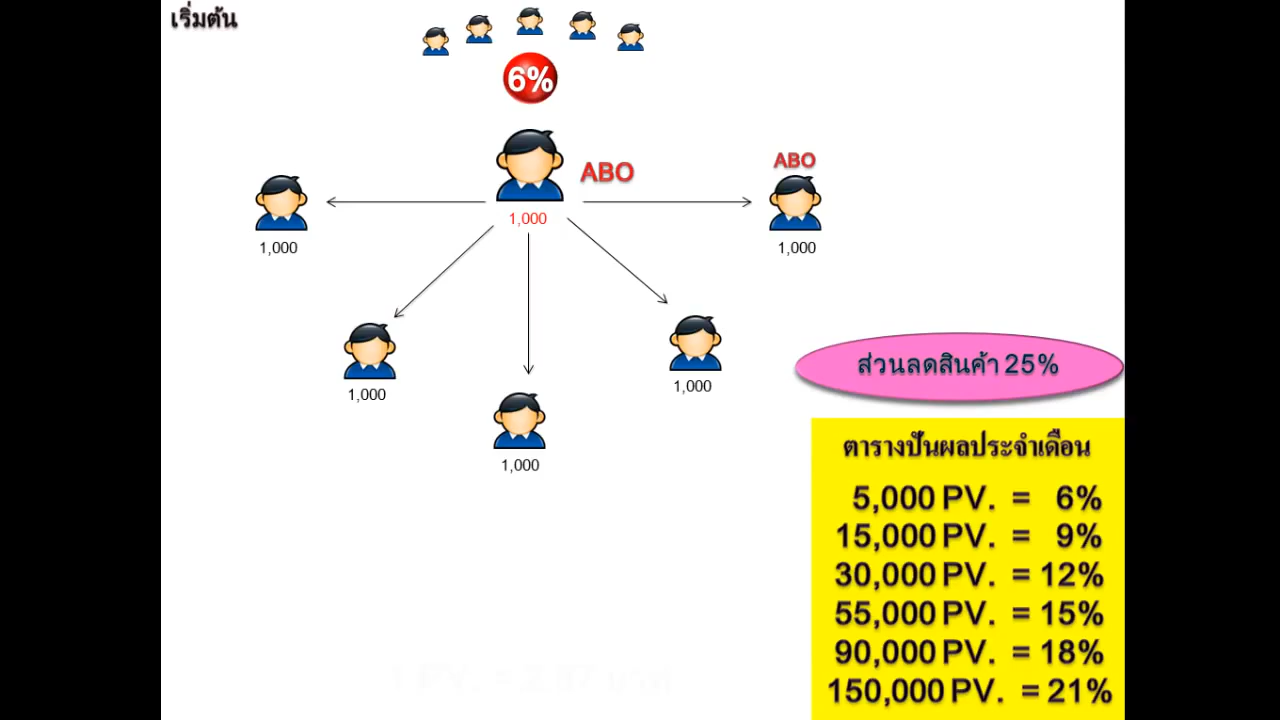 เริ่มต้น
6%
ABO
1,000
ABO
1,000
1,000
1,000
1,000
1,000
ส่วนลดสินค้า 25%
ตารางปันผลประจำเดือน
5,000 PV. = 6%
15,000 PV. = 9%
30,000 PV. = 12%
55,000 PV. = 15%
90,000 PV. = 18%
150,000 PV. = 21%